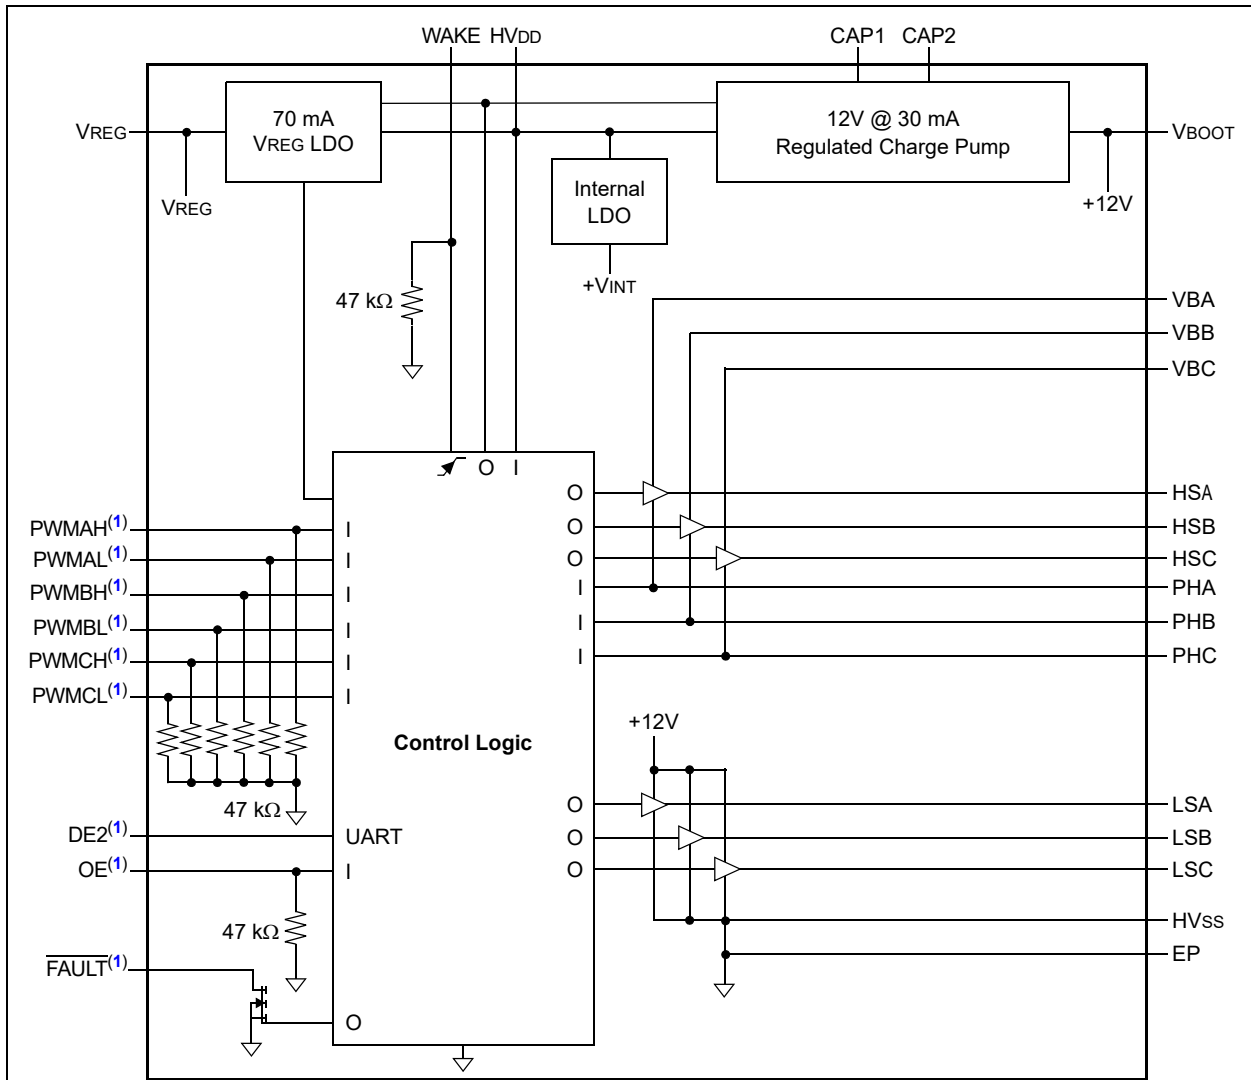 WAKE HVDD CAP1 CAP2
70 mA
VREG LDO
VREG
VREG
12V @ 30 mA
Regulated Charge Pump
VBOOT
+12V
Internal
LDO
+VINT
47 kΩ
VBA
VBB
VBC
O I
O HSA
O HSB
O HSC
I PHA
I PHB
I PHC
PWMAH(1) I
PWMAL(1) I
PWMBH(1) I
PWMBL(1) I
PWMCH(1) I
PWMCL(1) I
47 kΩ
Control Logic
+12V
O LSA
O LSB
O LSC
HVSS
EP
DE2(1) UART
OE(1) I
47 kΩ
FAULT(1)
O